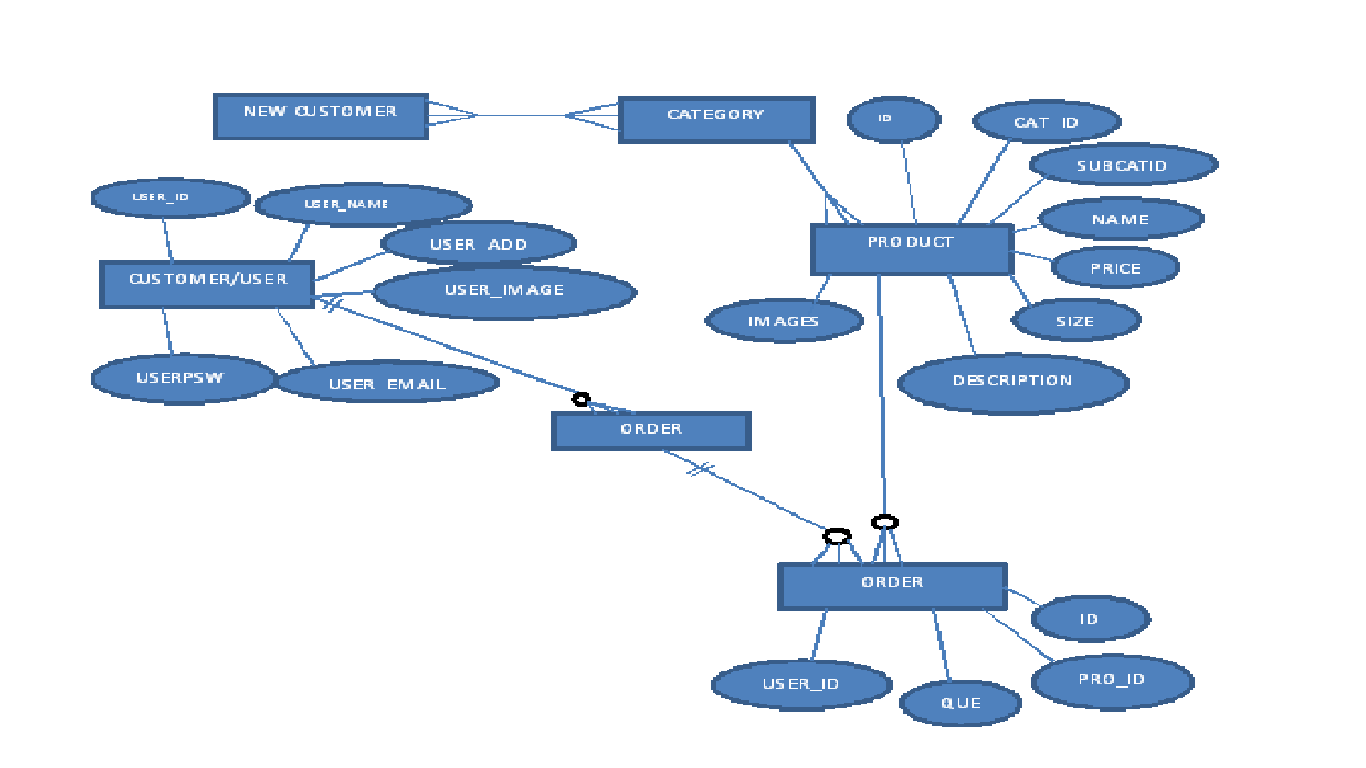 NEW CUSTOMER
CATEGORY
ID
CAT_ID
SUBCATID
NAME
PRICE
SIZE
DESCRIPTION
IMAGES
PRODUCT
USER_ID
USER_NAME
USER_ADD
USER_IMAGE
CUSTOMER/USER
USERPSW
USER_EMAIL
ORDER
ORDER
ID
PRO_ID
QUE
USER_ID